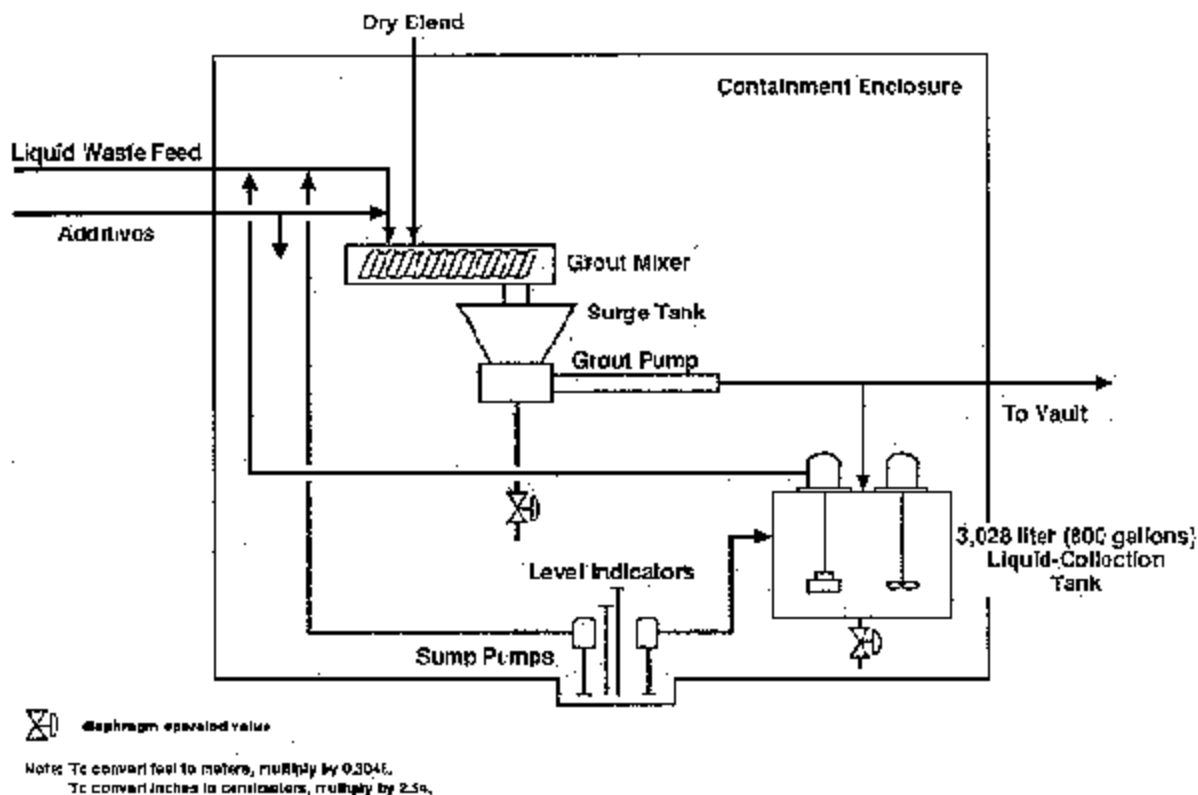 Dry Blend
Containment Enclosure
Liquid Waste Feed
Additives
Grout Mixer
Surge Tank
Grout Pump
To Vault
3,028 liter (800 gallons)
Liquid-Collection
Tank
Level Indicators
Sump Pumps
diaphragm operated valve
Note: To convert feet to meters, multiply by 0.3048.
To convert inches to centimeters, multiply by 2.54.